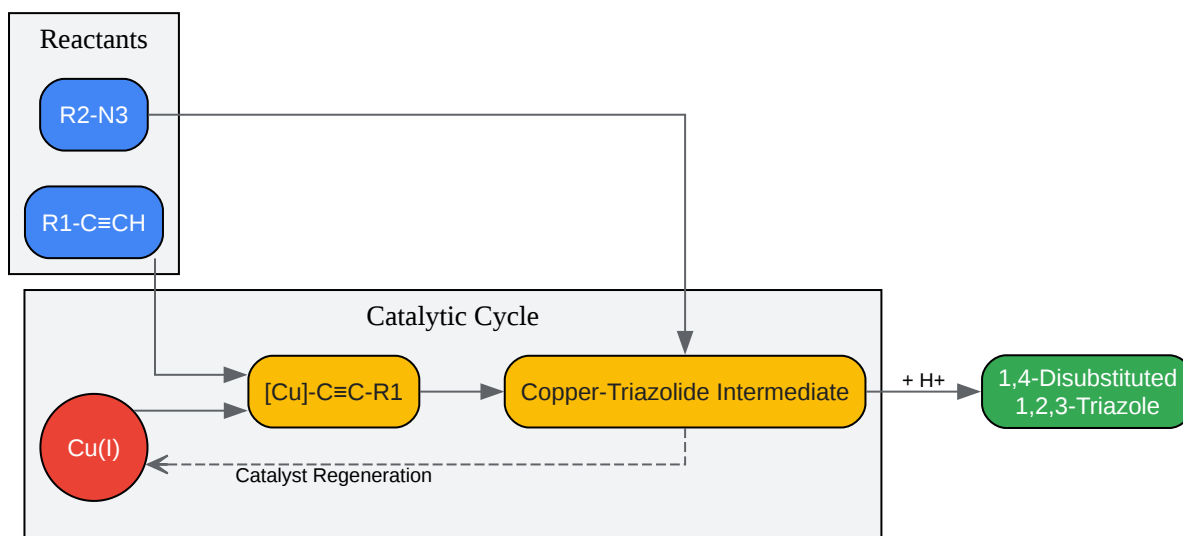 Reactants
R2-N3
R1-C≡CH
Catalytic Cycle
[Cu]-C≡C-R1
Copper-Triazolide Intermediate
+ H+
1,4-Disubstituted
1,2,3-Triazole
Cu(I)
Catalyst Regeneration